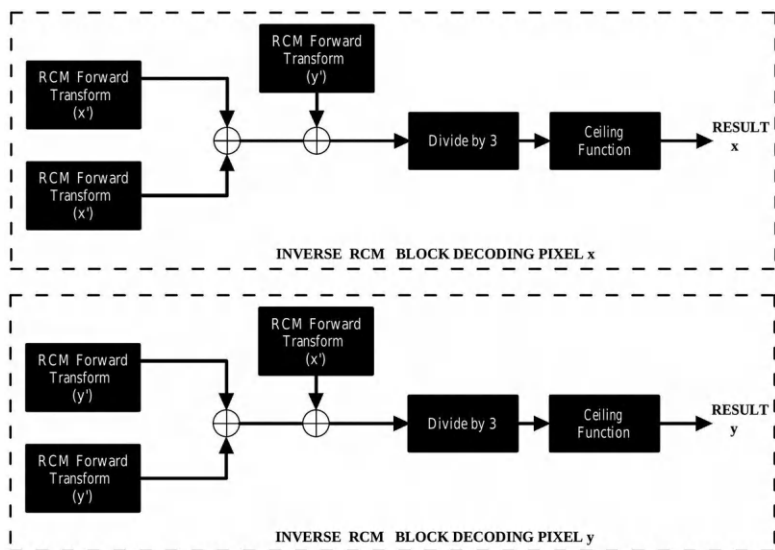 RCM Forward
Transform
(x')
RCM Forward
Transform
(y')
RCM Forward
Transform
(x')
Divide by 3
Ceiling
Function
RESULT
x
INVERSE RCM BLOCK DECODING PIXEL x
RCM Forward
Transform
(y')
RCM Forward
Transform
(x')
RCM Forward
Transform
(y')
Divide by 3
Ceiling
Function
RESULT
y
INVERSE RCM BLOCK DECODING PIXEL y